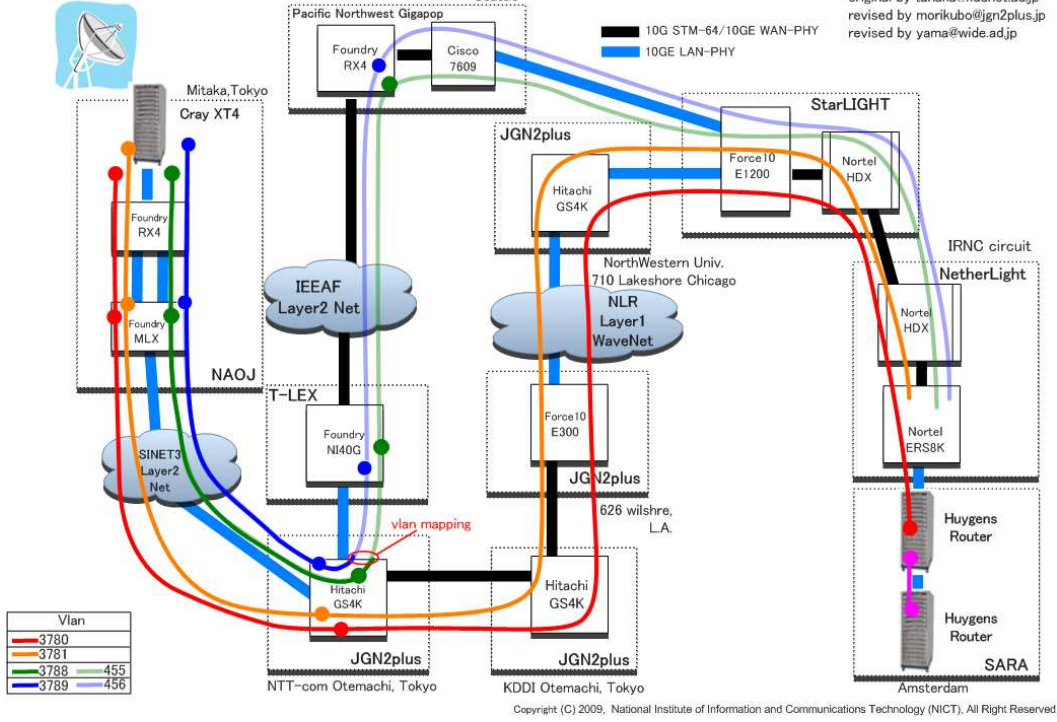 Pacific Northwest Gigapop
Foundry
RX4
Cisco
7609
10G STM-64/10GE WAN-PHY
10GE LAN-PHY
revised by morikubo@jgn2plus.jp
revised by yama@wide.ad.jp
Mitaka,Tokyo
Cray XT4
Foundry
RX4
Foundry
MLX
NAOJ
SINET3
Layer2
Net
IEEAF
Layer2 Net
T-LEX
Foundry
NI40G
vlan mapping
Hitachi
GS4K
JGN2plus
NTT-com Otemachi, Tokyo
JGN2plus
Hitachi
GS4K
NorthWestern Univ.
710 Lakeshore Chicago
NLR
Layer1
WaveNet
Force10
E300
JGN2plus
626 wilshre,
L.A.
Hitachi
GS4K
JGN2plus
KDDI Otemachi, Tokyo
StarLIGHT
Force10
E1200
Nortel
HDX
IRNC circuit
NetherLight
Nortel
HDX
Nortel
ERS8K
Huygens
Router
Huygens
Router
SARA
Amsterdam
Vlan
3780
3781
3788 455
3789 456
Copyright (C) 2009, National Institute of Information and Communications Technology (NICT), All Right Reserved